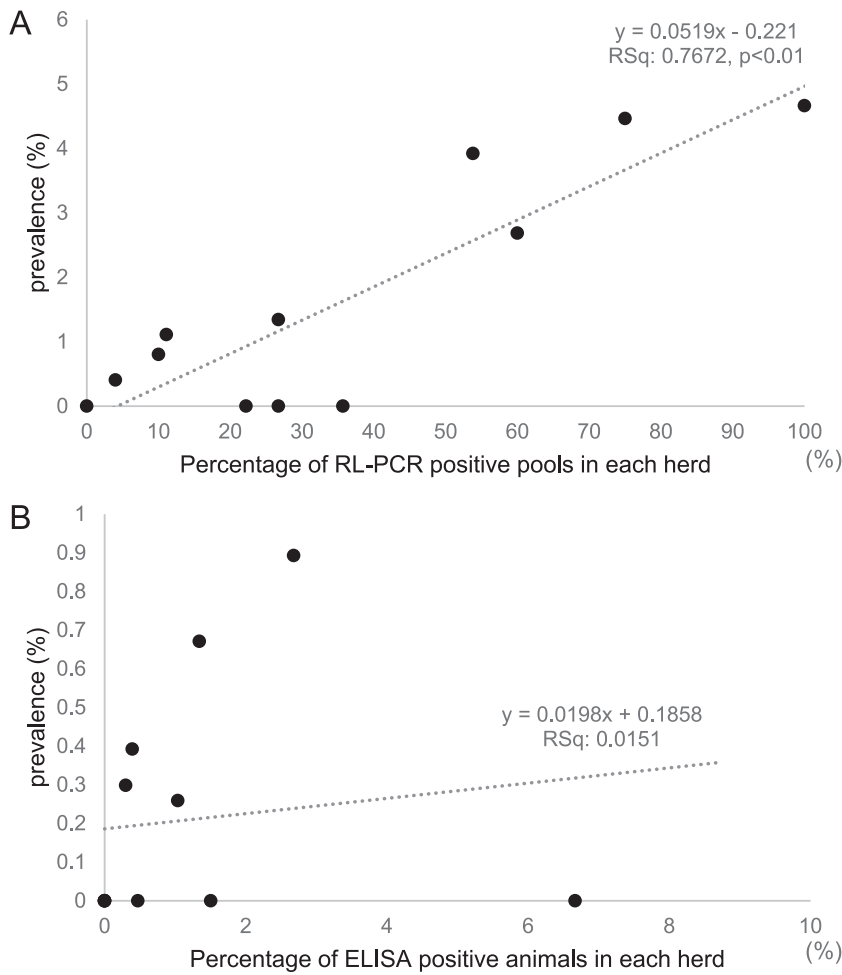 A
y = 0.0519x - 0.221
RSq: 0.7672, p<0.01
prevalence (%)
6
5
4
3
2
1
0
0 10 20 30 40 50 60 70 80 90 100
Percentage of RL-PCR positive pools in each herd (%)
B
y = 0.0198x + 0.1858
RSq: 0.0151
prevalence (%)
1
0.9
0.8
0.7
0.6
0.5
0.4
0.3
0.2
0.1
0
0 2 4 6 8 10
Percentage of ELISA positive animals in each herd (%)